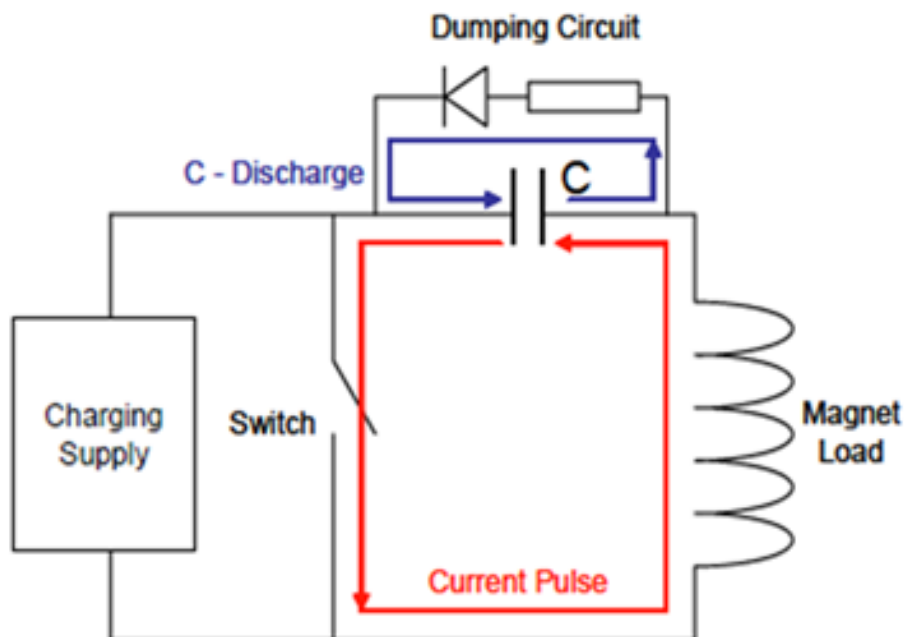 Dumping Circuit
C - Discharge
C
Charging
Supply
Switch
Magnet
Load
Current Pulse